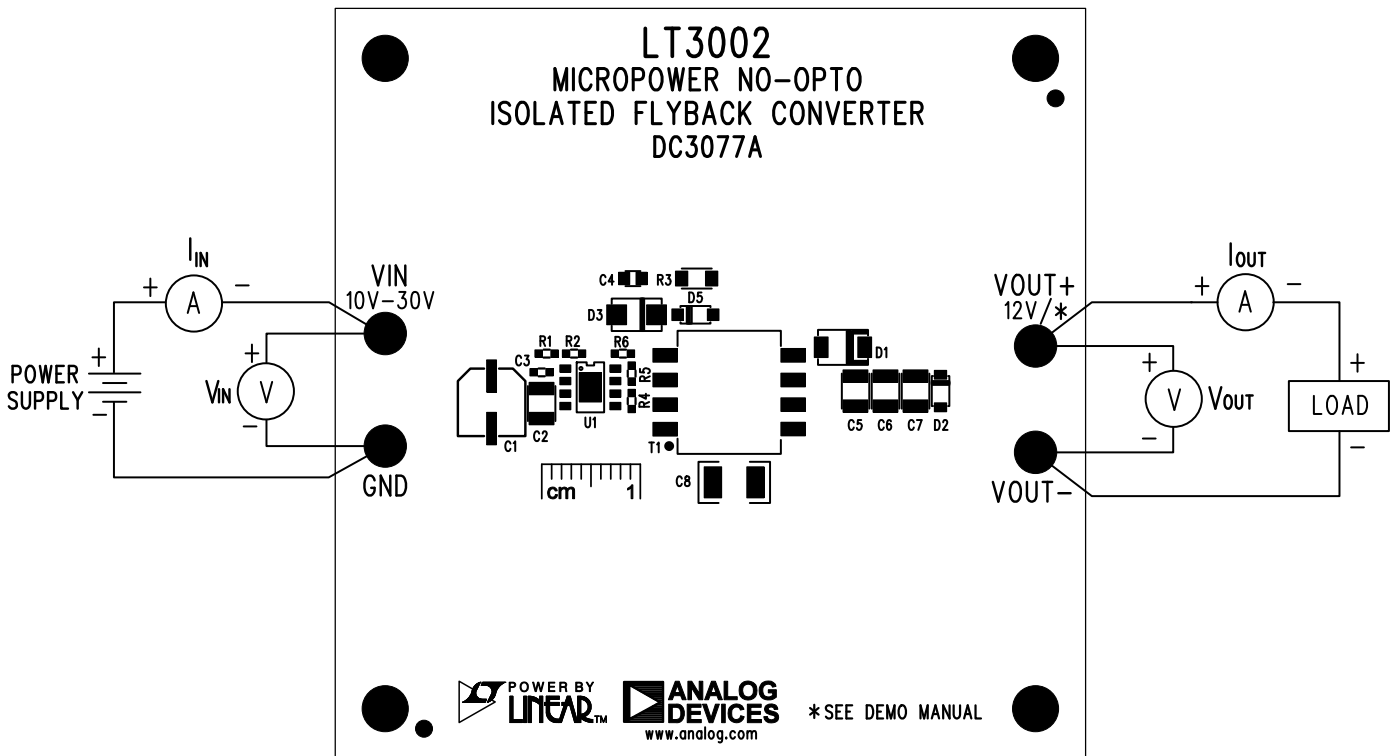 LT3002
MICROPOWER NO-OPTO
ISOLATED FLYBACK CONVERTER
DC3077A
IIN
+ A -
VIN
10V-30V
POWER
SUPPLY
+
-
+
VIN V
-
GND
C4
R3
D5
D3
R1 R2 R6
C3
R5
R4
C1
C2
U1
T1
cm 1
C8
D1
C5 C6 C7 D2
VOUT+
12V/*
IOUT
+ A -
+
V VOUT
-
+
LOAD
-
VOUT-
LT POWER BY
LINEAR™
ANALOG
DEVICES
www.analog.com
*SEE DEMO MANUAL